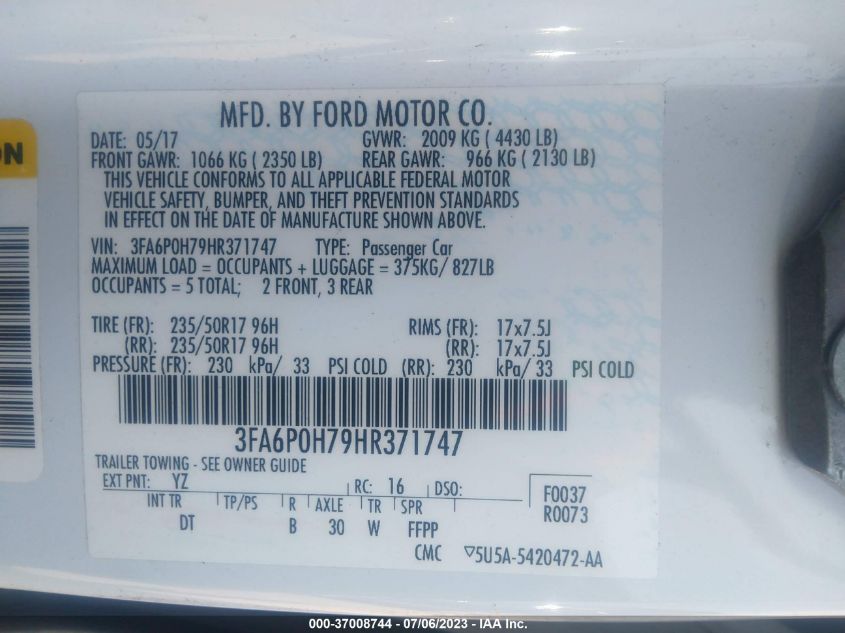 MFD. BY FORD MOTOR CO.
DATE: 05/17 GVWR: 2009 KG ( 4430 LB)
FRONT GAWR: 1066 KG ( 2350 LB) REAR GAWR: 966 KG ( 2130 LB)
THIS VEHICLE CONFORMS TO ALL APPLICABLE FEDERAL MOTOR
VEHICLE SAFETY, BUMPER, AND THEFT PREVENTION STANDARDS
IN EFFECT ON THE DATE OF MANUFACTURE SHOWN ABOVE.
VIN: 3FA6P0H79HR371747 TYPE: Passenger Car
MAXIMUM LOAD = OCCUPANTS + LUGGAGE = 375KG/ 827LB
OCCUPANTS = 5 TOTAL; 2 FRONT, 3 REAR
TIRE (FR): 235/50R17 96H RIMS (FR): 17x7.5J
(RR): 235/50R17 96H (RR): 17x7.5J
PRESSURE (FR): 230 kPa/ 33 PSI COLD (RR): 230 kPa/ 33 PSI COLD
3FA6P0H79HR371747
TRAILER TOWING - SEE OWNER GUIDE
EXT PNT: YZ RC: 16 DSO: F0037
INT TR TP/PS R AXLE TR SPR R0073
DT B 30 W FFPP
CMC ▽5U5A-5420472-AA
ON
000-37008744 - 07/06/2023 - IAA Inc.